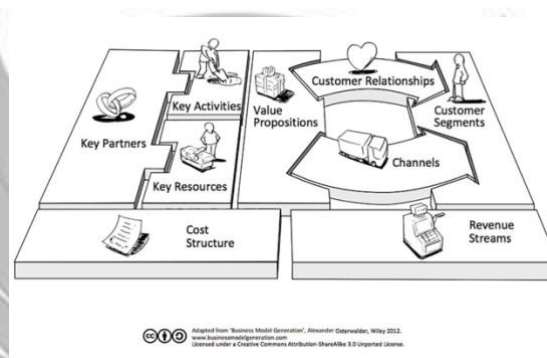 Key Partners
Key Activities
Key Resources
Value
Propositions
Customer Relationships
Channels
Customer
Segments
Cost
Structure
Revenue
Streams
cc
Adapted from 'Business Model Generation', Alexander Osterwalder, Wiley 2012.
www.businessmodelgeneration.com
Licensed under a Creative Commons Attribution-ShareAlike 3.0 Unported License.